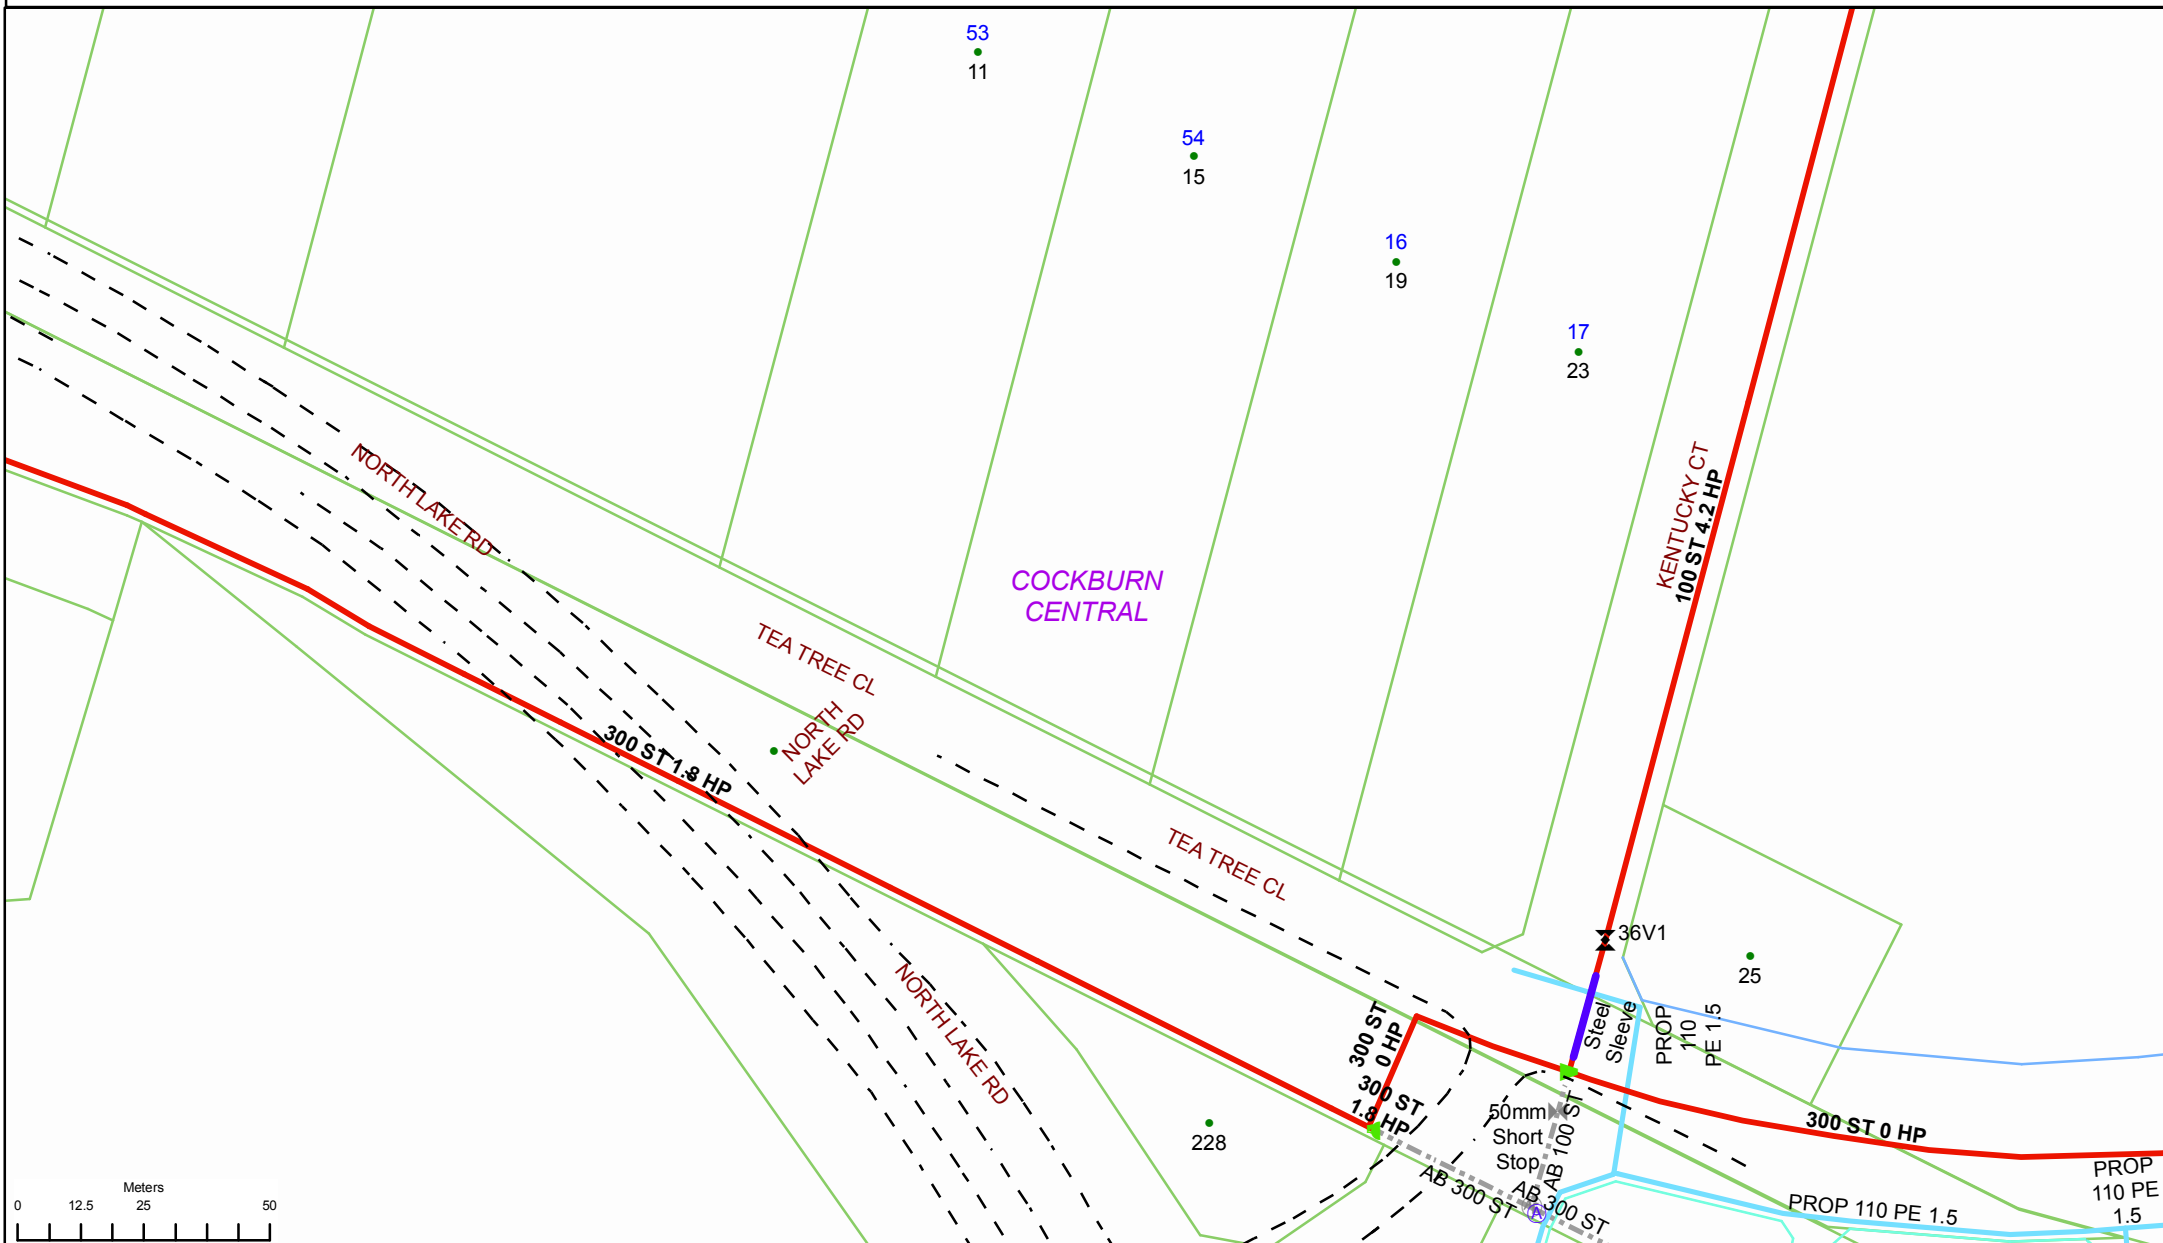 53
11
54
15
16
19
17
23
NORTH LAKE RD
KENTUCKY CT
100 ST 4.2 HP
COCKBURN
CENTRAL
TEA TREE CL
NORTH
LAKE RD
300 ST 1.8 HP
TEA TREE CL
36V1
25
NORTH LAKE RD
Steel
Sleeve
PROP
110
PE 1.5
300 ST
0 HP
300 ST
1.8 HP
50mm
Short
Stop
AB 100 ST
300 ST 0 HP
228
AB 300 ST
AB 300 ST
A
PROP 110 PE 1.5
PROP
110 PE
1.5
Meters
0 12.5 25 50